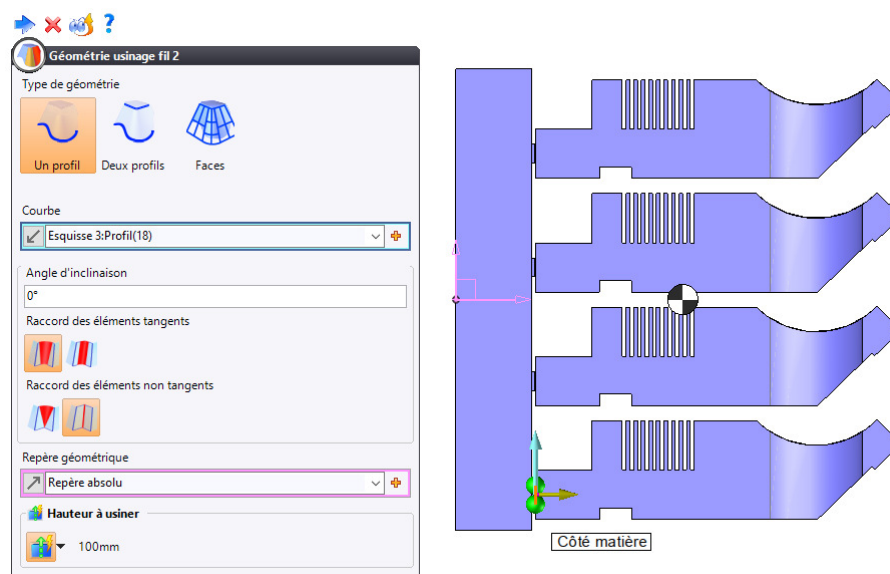 ?
Géométrie usinage fil 2
Type de géométrie
Un profil
Deux profils
Faces
Courbe
Esquisse 3:Profil(18)
Angle d'inclinaison
0°
Raccord des éléments tangents
Raccord des éléments non tangents
Repère géométrique
Repère absolu
Hauteur à usiner
100mm
Côté matière